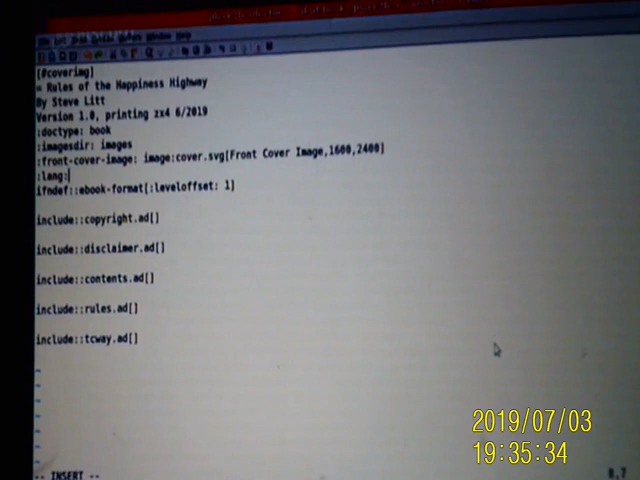 [#coverimg]
= Rules of the Happiness Highway
By Steve Litt
Version 1.0, printing zx4 6/2019
:doctype: book
:imagesdir: images
:front-cover-image: image:cover.svg[Front Cover Image,1600,2400]
:lang:
ifndef::ebook-format[:leveloffset: 1]
include::copyright.ad[]
include::disclaimer.ad[]
include::contents.ad[]
include::rules.ad[]
include::tcway.ad[]
~
~
~
~
~
~
~
-- INSERT --
8,7
2019/07/03
19:35:34